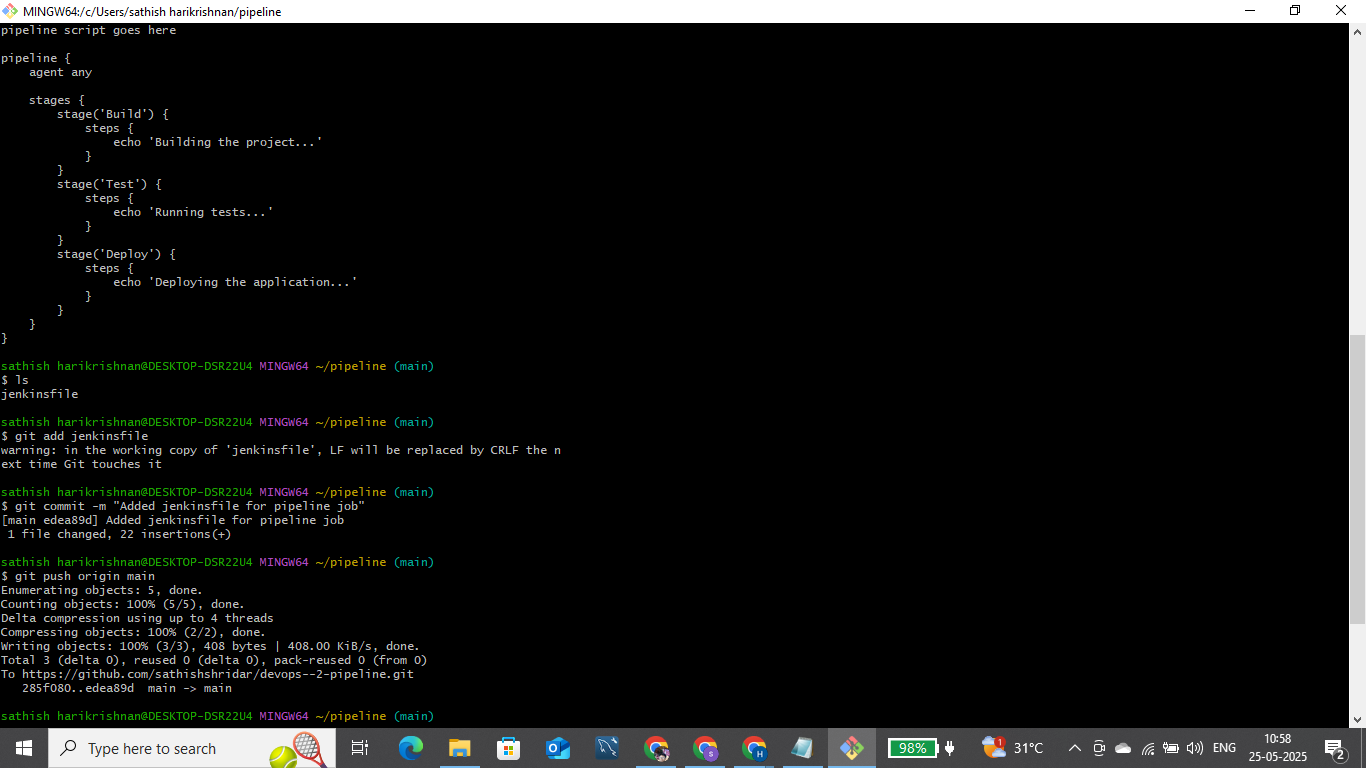 MINGW64:/c/Users/sathish harikrishnan/pipeline
pipeline script goes here
pipeline {
    agent any
    stages {
        stage('Build') {
            steps {
                echo 'Building the project...'
            }
        }
        stage('Test') {
            steps {
                echo 'Running tests...'
            }
        }
        stage('Deploy') {
            steps {
                echo 'Deploying the application...'
            }
        }
    }
}
sathish harikrishnan@DESKTOP-DSR22U4 MINGW64 ~/pipeline (main)
$ ls
jenkinsfile
sathish harikrishnan@DESKTOP-DSR22U4 MINGW64 ~/pipeline (main)
$ git add jenkinsfile
warning: in the working copy of 'jenkinsfile', LF will be replaced by CRLF the n
ext time Git touches it
sathish harikrishnan@DESKTOP-DSR22U4 MINGW64 ~/pipeline (main)
$ git commit -m "Added jenkinsfile for pipeline job"
[main edea89d] Added jenkinsfile for pipeline job
 1 file changed, 22 insertions(+)
sathish harikrishnan@DESKTOP-DSR22U4 MINGW64 ~/pipeline (main)
$ git push origin main
Enumerating objects: 5, done.
Counting objects: 100% (5/5), done.
Delta compression using up to 4 threads
Compressing objects: 100% (2/2), done.
Writing objects: 100% (3/3), 408 bytes | 408.00 KiB/s, done.
Total 3 (delta 0), reused 0 (delta 0), pack-reused 0 (from 0)
To https://github.com/sathishshridar/devops--2-pipeline.git
   285f080..edea89d  main -> main
sathish harikrishnan@DESKTOP-DSR22U4 MINGW64 ~/pipeline (main)
Type here to search
98%
1
31°C
ENG
10:58
25-05-2025
2